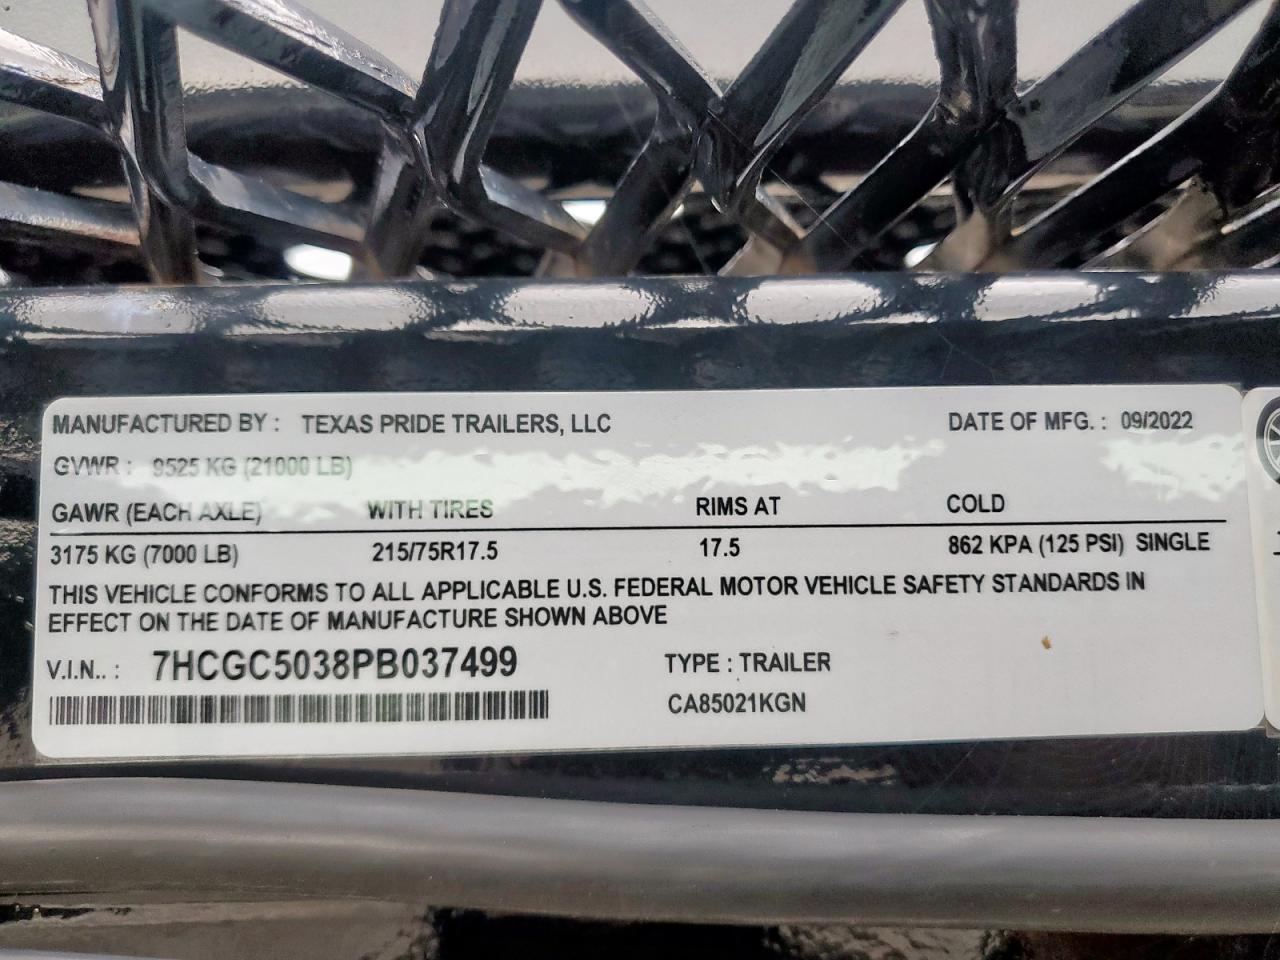 MANUFACTURED BY : TEXAS PRIDE TRAILERS, LLC DATE OF MFG. : 09/2022
GVWR : 9525 KG (21000 LB)
GAWR (EACH AXLE) WITH TIRES RIMS AT COLD
3175 KG (7000 LB) 215/75R17.5 17.5 862 KPA (125 PSI) SINGLE
THIS VEHICLE CONFORMS TO ALL APPLICABLE U.S. FEDERAL MOTOR VEHICLE SAFETY STANDARDS IN
EFFECT ON THE DATE OF MANUFACTURE SHOWN ABOVE
V.I.N.. : 7HCGC5038PB037499 TYPE : TRAILER
CA85021KGN